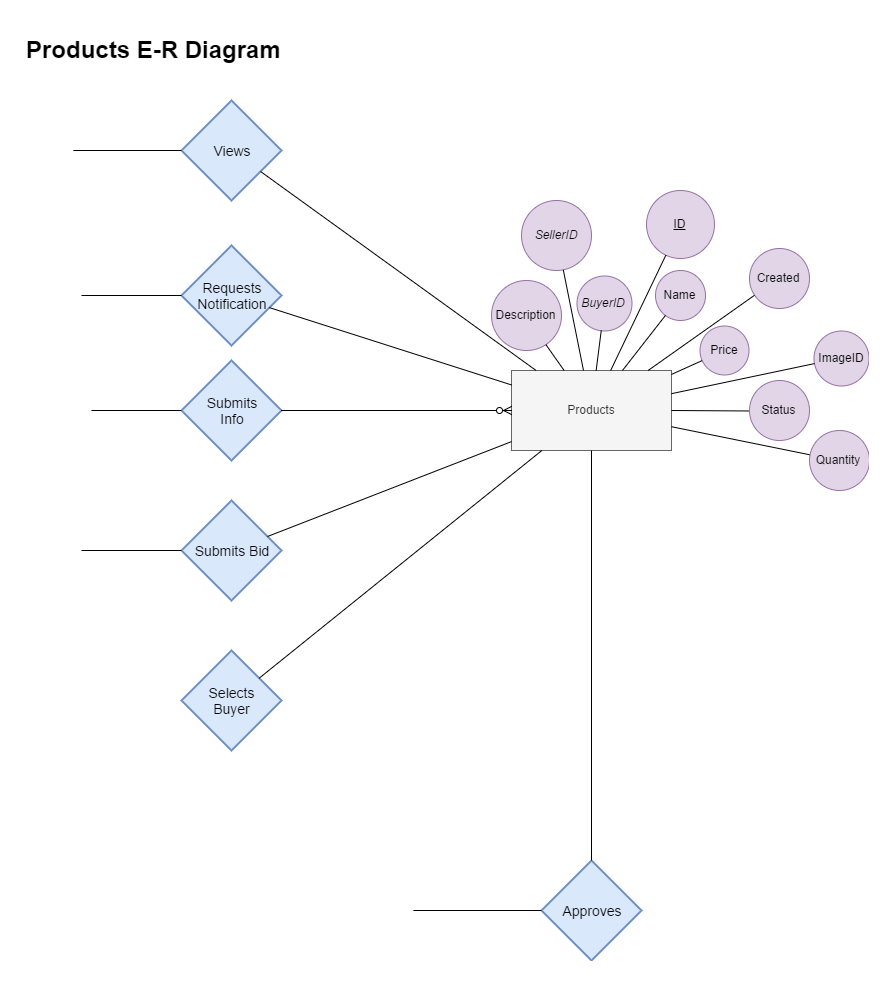 Products E-R Diagram
Views
SellerID
ID
Requests
Notification
Description
BuyerID
Name
Created
Price
ImageID
Submits
Info
Products
Status
Quantity
Submits Bid
Selects
Buyer
Approves